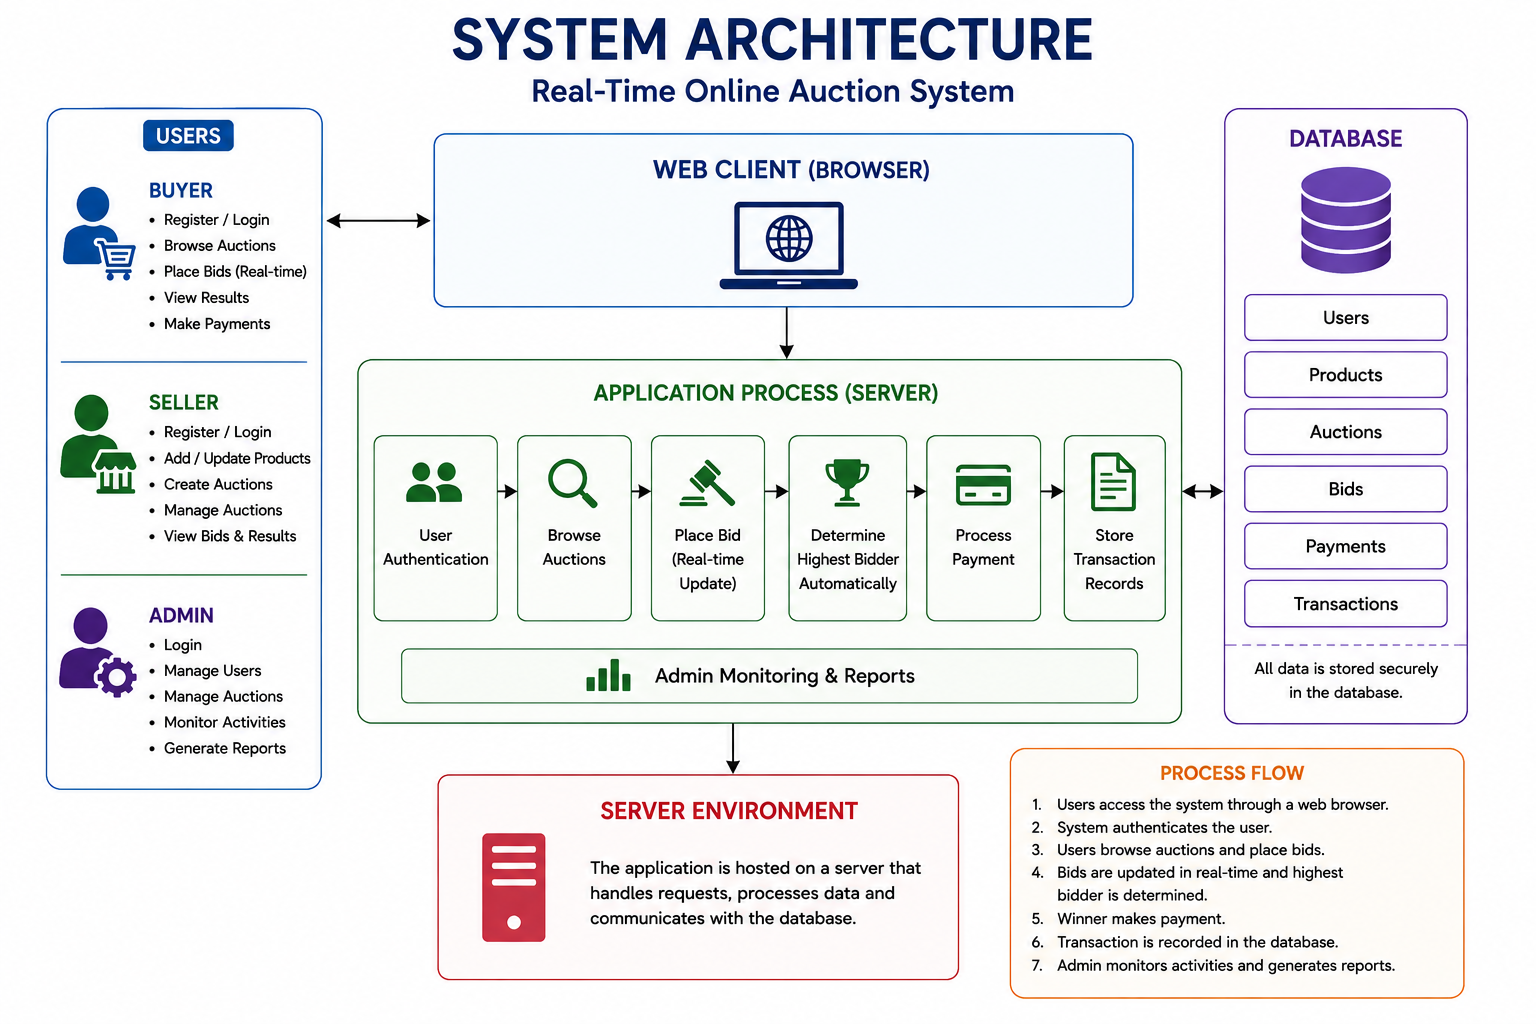 SYSTEM ARCHITECTURE
Real-Time Online Auction System
USERS
BUYER
• Register / Login
• Browse Auctions
• Place Bids (Real-time)
• View Results
• Make Payments
SELLER
• Register / Login
• Add / Update Products
• Create Auctions
• Manage Auctions
• View Bids & Results
ADMIN
• Login
• Manage Users
• Manage Auctions
• Monitor Activities
• Generate Reports
WEB CLIENT (BROWSER)
APPLICATION PROCESS (SERVER)
User
Authentication
Browse
Auctions
Place Bid
(Real-time
Update)
Determine
Highest Bidder
Automatically
Process
Payment
Store
Transaction
Records
Admin Monitoring & Reports
DATABASE
Users
Products
Auctions
Bids
Payments
Transactions
All data is stored securely
in the database.
SERVER ENVIRONMENT
The application is hosted on a server that
handles requests, processes data and
communicates with the database.
PROCESS FLOW
1. Users access the system through a web browser.
2. System authenticates the user.
3. Users browse auctions and place bids.
4. Bids are updated in real-time and highest
bidder is determined.
5. Winner makes payment.
6. Transaction is recorded in the database.
7. Admin monitors activities and generates reports.